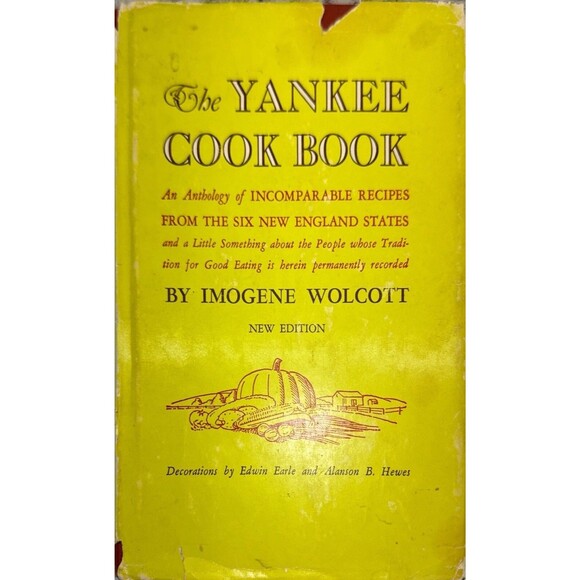 The YANKEE
COOK BOOK
An Anthology of INCOMPARABLE RECIPES
FROM THE SIX NEW ENGLAND STATES
and a Little Something about the People whose Tradi-
tion for Good Eating is herein permanently recorded
BY IMOGENE WOLCOTT
NEW EDITION
Decorations by Edwin Earle and Alanson B. Hewes